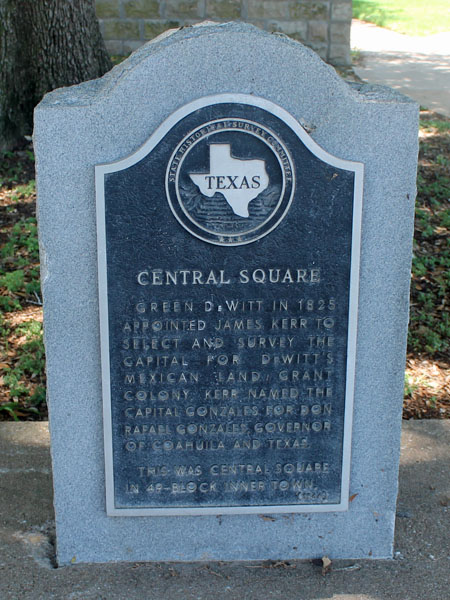 STATE HISTORICAL SURVEY COMMITTEE
TEXAS
CENTRAL SQUARE
GREEN DEWITT IN 1825
APPOINTED JAMES KERR TO
SELECT AND SURVEY THE
CAPITAL FOR DEWITT'S
MEXICAN LAND GRANT
COLONY. KERR NAMED THE
CAPITAL GONZALES, FOR DON
RAFAEL GONZALES, GOVERNOR
OF COAHUILA AND TEXAS.
THIS WAS CENTRAL SQUARE
IN 49-BLOCK INNER TOWN.